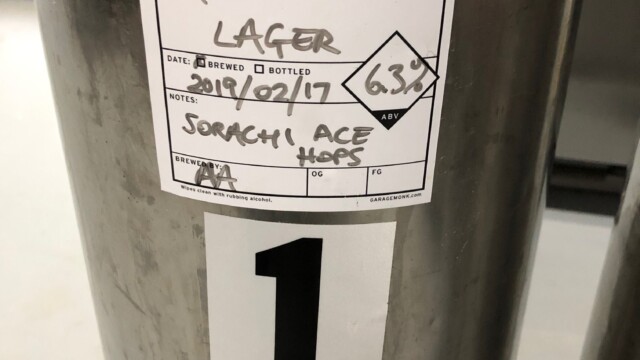 LAGER
DATE: BREWED BOTTLED
2019/02/17
6.3%
ABV
NOTES:
SORACHI ACE
HOPS
BREWED BY:
AA
OG
FG
Wipes clean with rubbing alcohol.
GARAGEMONK.com
1